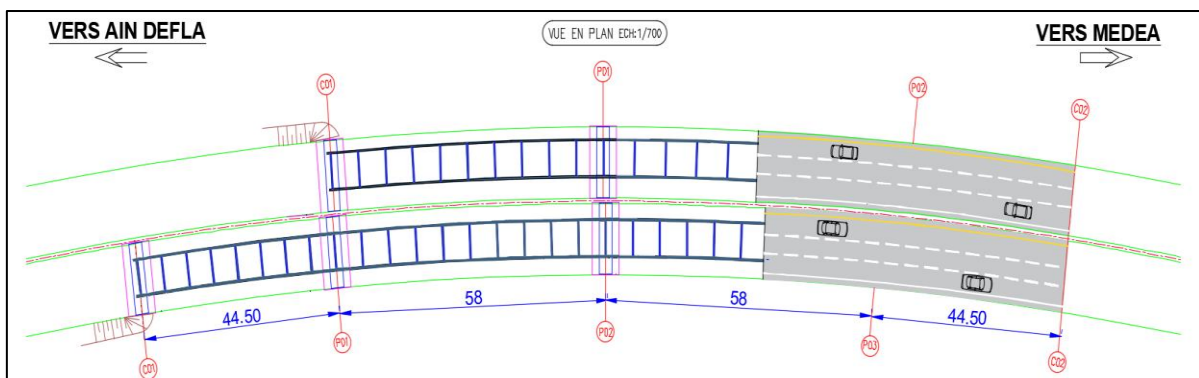 VERS AIN DEFLA
VUE EN PLAN ECH:1/700
VERS MEDEA
C01
P01
P02
C02
44.50
58
58
44.50
C01
P01
P02
P03
C02